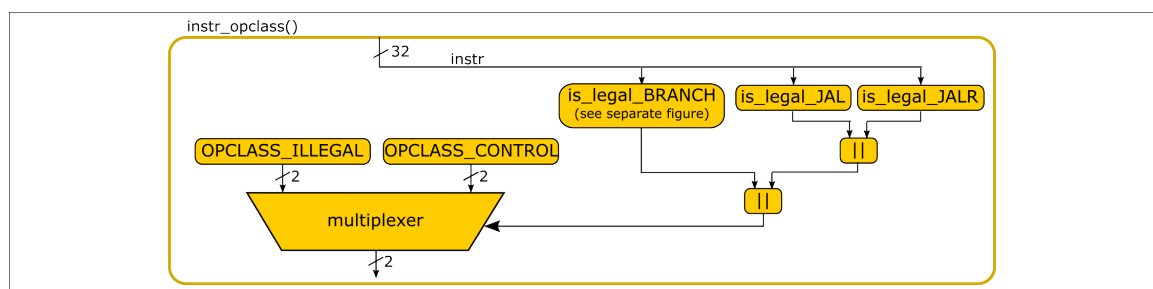 instr_opclass()
32
instr
is_legal_BRANCH
(see separate figure)
is_legal_JAL
is_legal_JALR
||
OPCLASS_ILLEGAL
OPCLASS_CONTROL
2
2
||
multiplexer
2